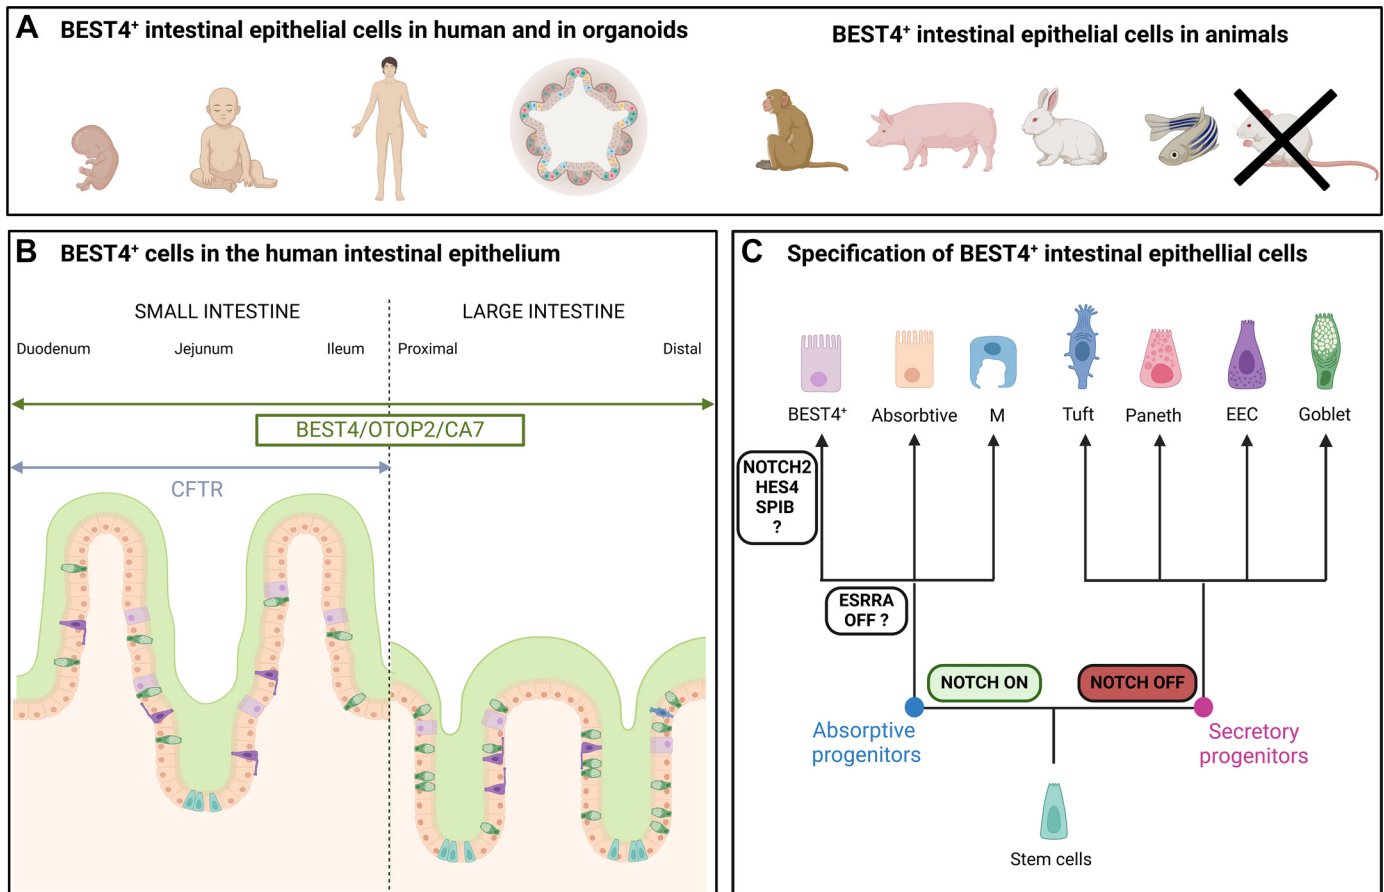 A BEST4⁺ intestinal epithelial cells in human and in organoids
BEST4⁺ intestinal epithelial cells in animals
B BEST4⁺ cells in the human intestinal epithelium
SMALL INTESTINE
LARGE INTESTINE
Duodenum
Jejunum
Ileum
Proximal
Distal
BEST4/OTOP2/CA7
CFTR
C Specification of BEST4⁺ intestinal epithellial cells
BEST4⁺
Absorbtive
M
Tuft
Paneth
EEC
Goblet
NOTCH2
HES4
SPIB
?
ESRRA
OFF ?
NOTCH ON
NOTCH OFF
Absorptive
progenitors
Secretory
progenitors
Stem cells